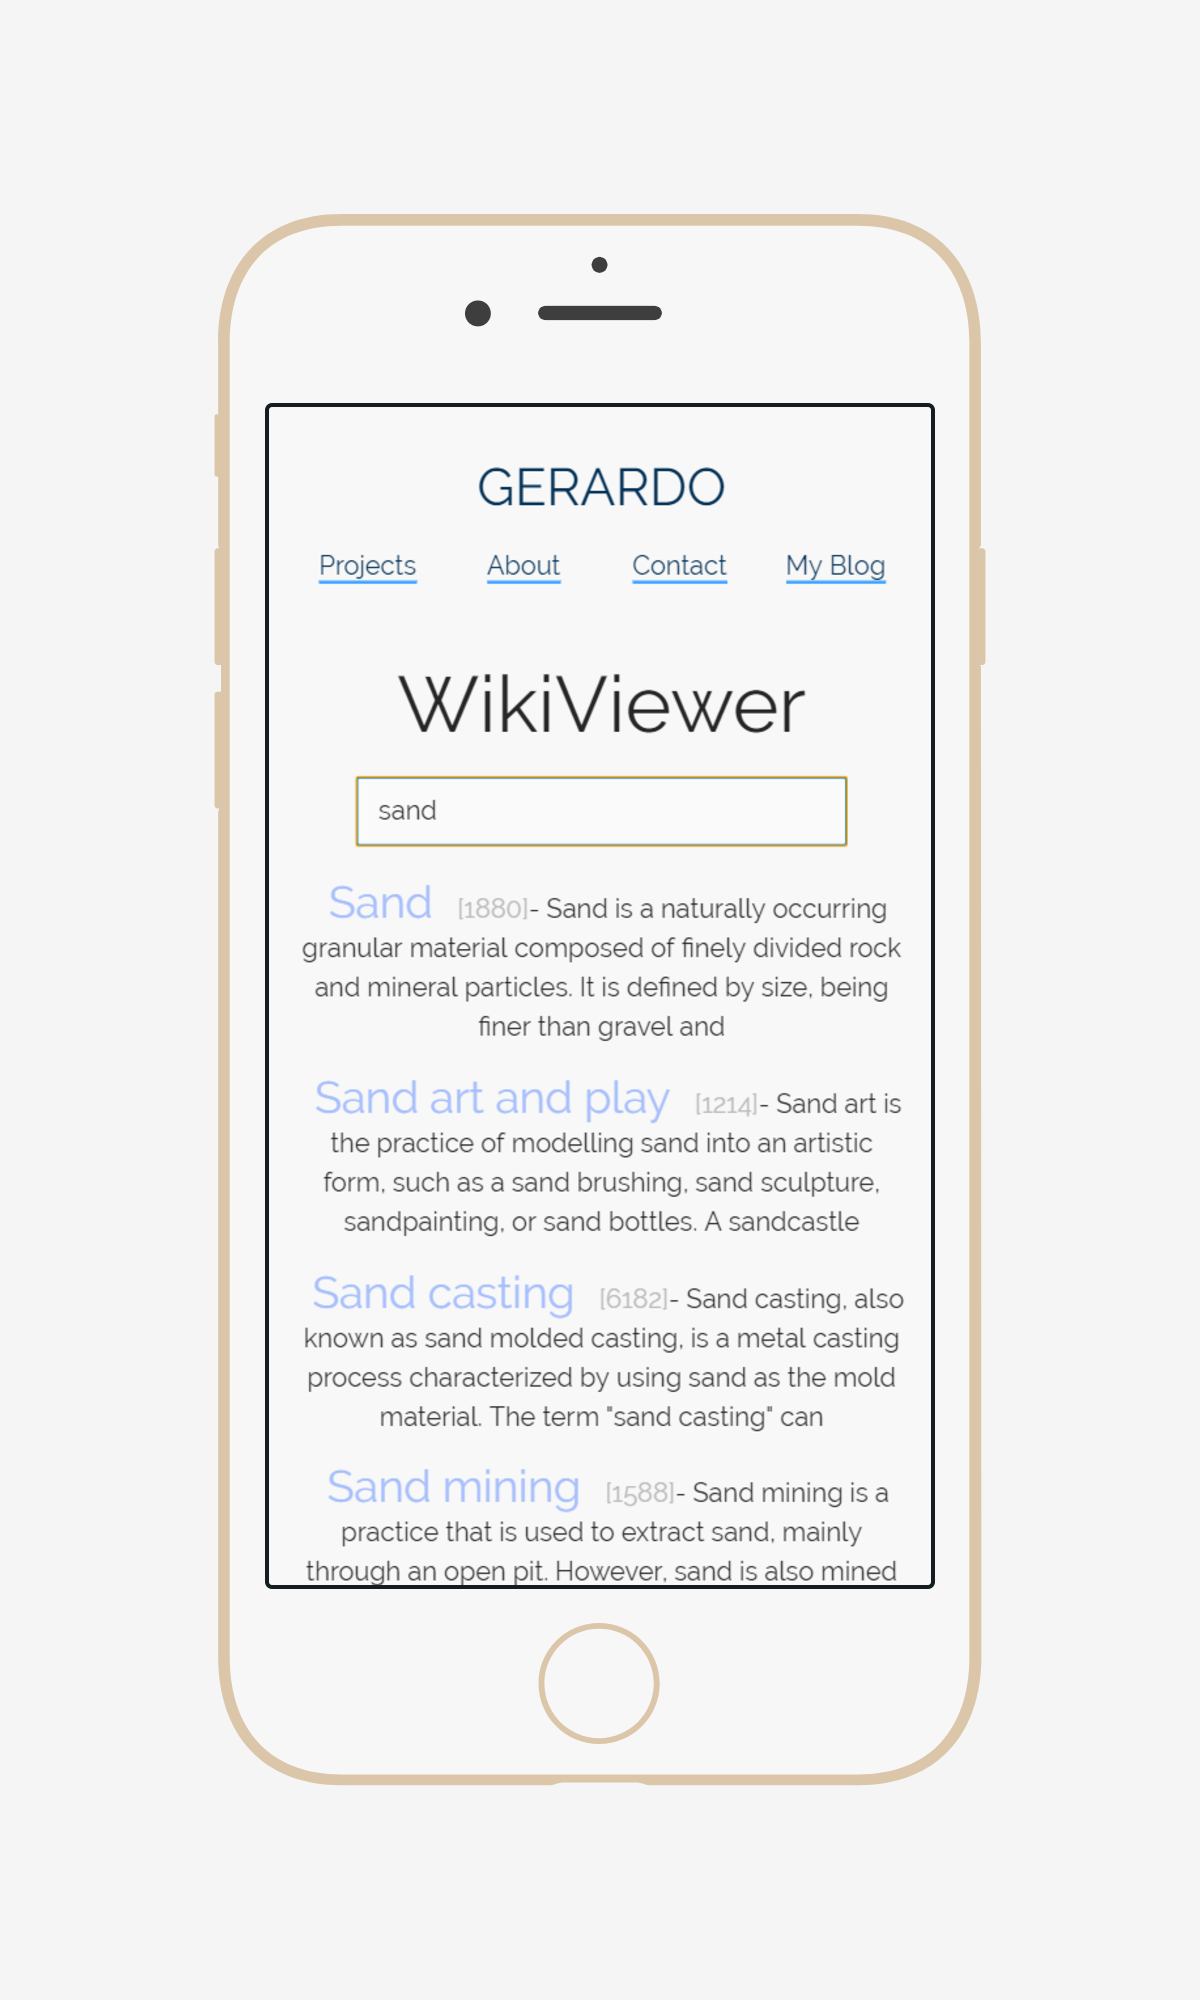 GERARDO
Projects About Contact My Blog
WikiViewer
sand
Sand [1880]- Sand is a naturally occurring
granular material composed of finely divided rock
and mineral particles. It is defined by size, being
finer than gravel and
Sand art and play [1214]- Sand art is
the practice of modelling sand into an artistic
form, such as a sand brushing, sand sculpture,
sandpainting, or sand bottles. A sandcastle
Sand casting [6182]- Sand casting, also
known as sand molded casting, is a metal casting
process characterized by using sand as the mold
material. The term "sand casting" can
Sand mining [1588]- Sand mining is a
practice that is used to extract sand, mainly
through an open pit. However, sand is also mined